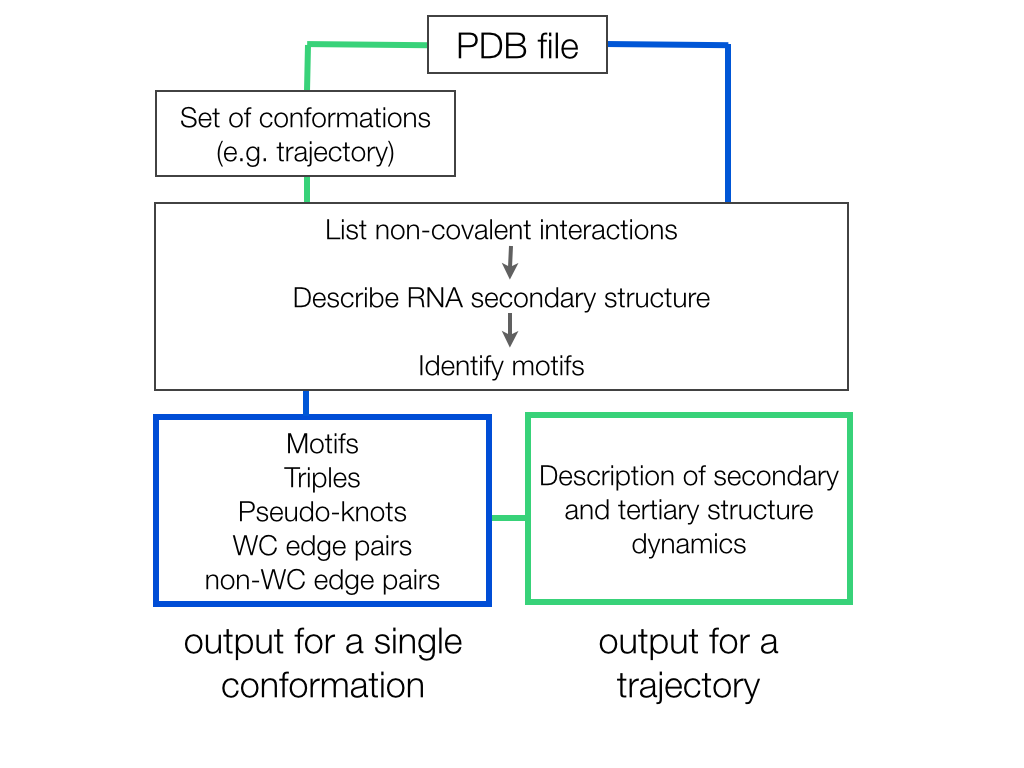 PDB file
Set of conformations
(e.g. trajectory)
List non-covalent interactions
Describe RNA secondary structure
Identify motifs
Motifs
Triples
Pseudo-knots
WC edge pairs
non-WC edge pairs
Description of secondary
and tertiary structure
dynamics
output for a single
conformation
output for a
trajectory